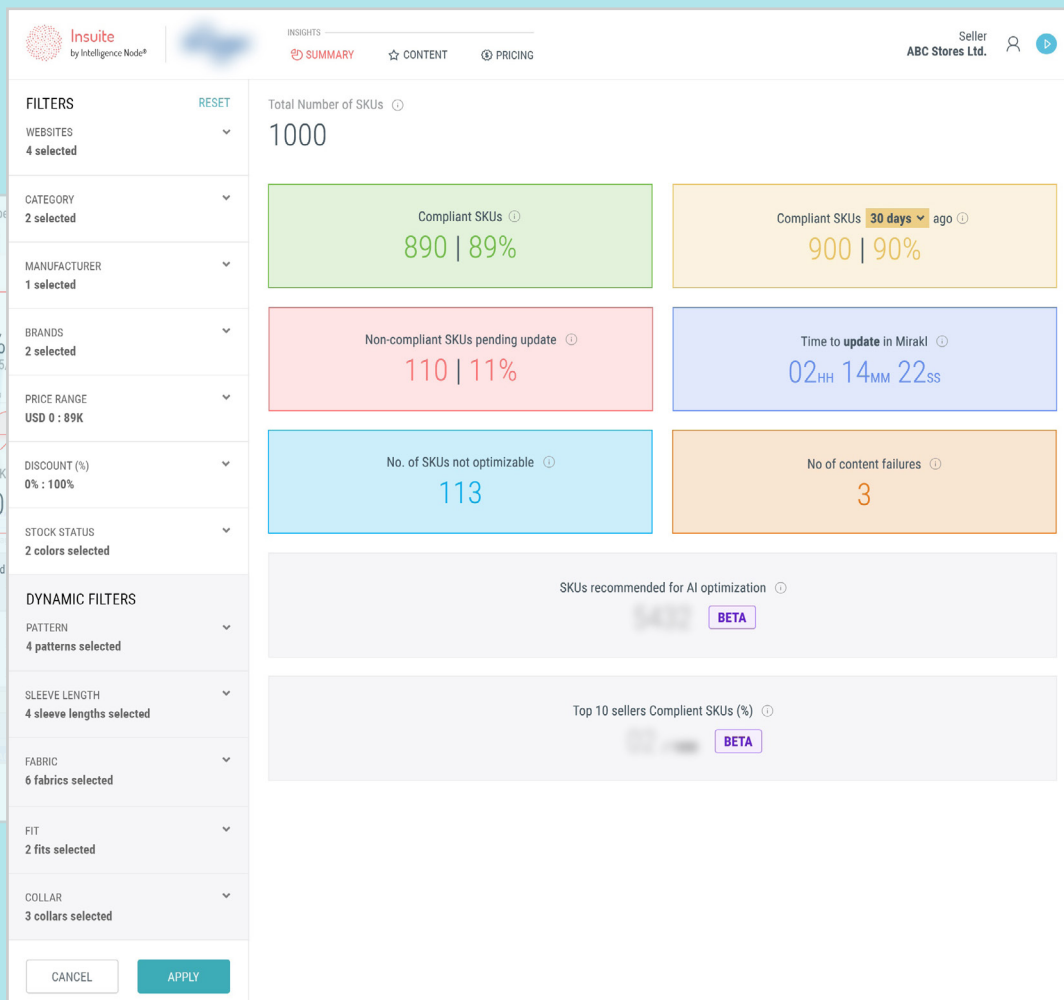 Insuite
by Intelligence Node®
INSIGHTS
SUMMARY
CONTENT
PRICING
Seller
ABC Stores Ltd.
FILTERS
RESET
WEBSITES
4 selected
CATEGORY
2 selected
MANUFACTURER
1 selected
BRANDS
2 selected
PRICE RANGE
USD 0 : 89K
DISCOUNT (%)
0% : 100%
STOCK STATUS
2 colors selected
DYNAMIC FILTERS
PATTERN
4 patterns selected
SLEEVE LENGTH
4 sleeve lengths selected
FABRIC
6 fabrics selected
FIT
2 fits selected
COLLAR
3 collars selected
CANCEL
APPLY
Total Number of SKUs
1000
Compliant SKUs
890 | 89%
Compliant SKUs 30 days ago
900 | 90%
Non-compliant SKUs pending update
110 | 11%
Time to update in Mirakl
02HH 14MM 22SS
No. of SKUs not optimizable
113
No of content failures
3
SKUs recommended for AI optimization
BETA
Top 10 sellers Complient SKUs (%)
BETA